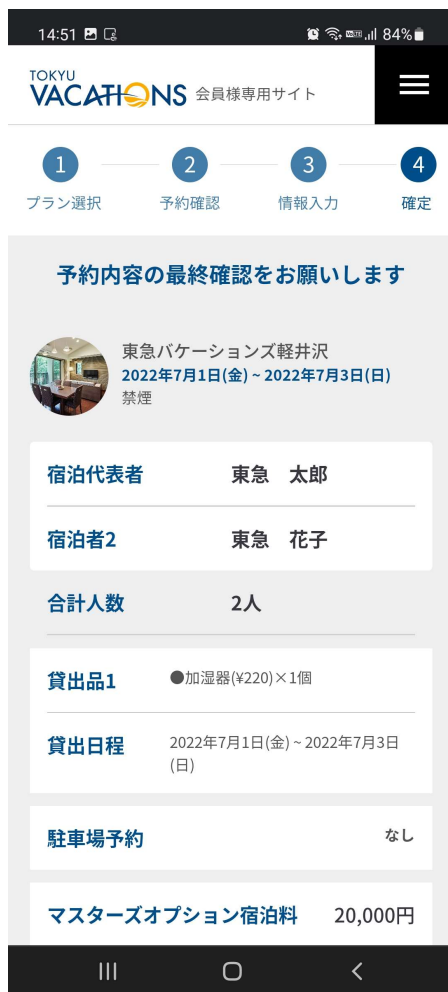 14:51
84%
TOKYU
VACATIONS 会員様専用サイト
1 2 3 4
プラン選択 予約確認 情報入力 確定
予約内容の最終確認をお願いします
東急バケーションズ軽井沢
2022年7月1日(金) ~ 2022年7月3日(日)
禁煙
宿泊代表者 東急 太郎
宿泊者2 東急 花子
合計人数 2人
貸出品1 ●加湿器(¥220)×1個
貸出日程 2022年7月1日(金) ~ 2022年7月3日
(日)
駐車場予約 なし
マスターズオプション宿泊料 20,000円